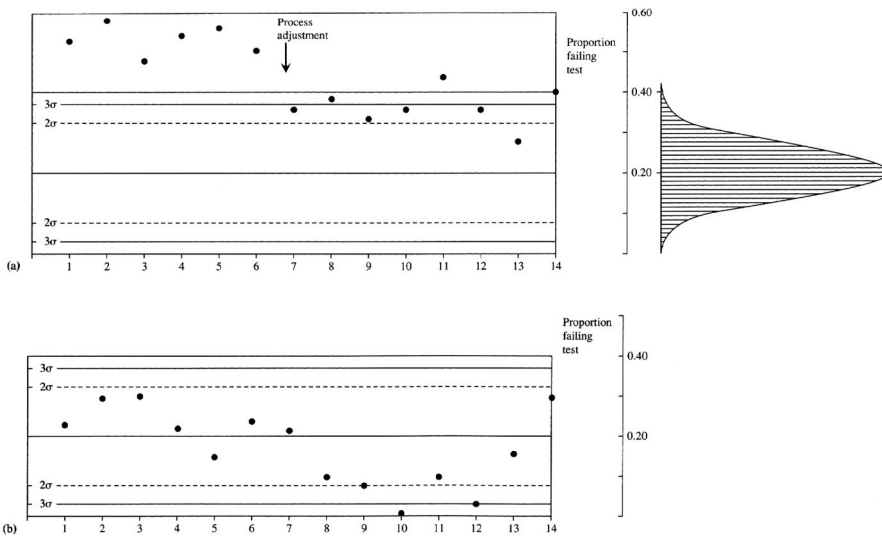 Process
adjustment
Proportion
failing
test
0.60
0.40
0.20
3σ
2σ
2σ
3σ
(a)
1 2 3 4 5 6 7 8 9 10 11 12 13 14
Proportion
failing
test
0.40
0.20
3σ
2σ
2σ
3σ
(b)
1 2 3 4 5 6 7 8 9 10 11 12 13 14